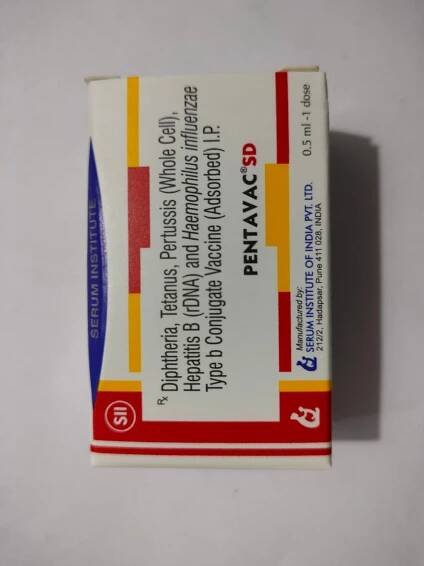 SERUM INSTITUTE
SII
Rx Diphtheria, Tetanus, Pertussis (Whole Cell),
Hepatitis B (rDNA) and Haemophilus influenzae
Type b Conjugate Vaccine (Adsorbed) I.P.
PENTAVAC® SD
Manufactured by:
SERUM INSTITUTE OF INDIA PVT. LTD.
212/2, Hadapsar, Pune 411 028, INDIA
0.5 ml -1 dose